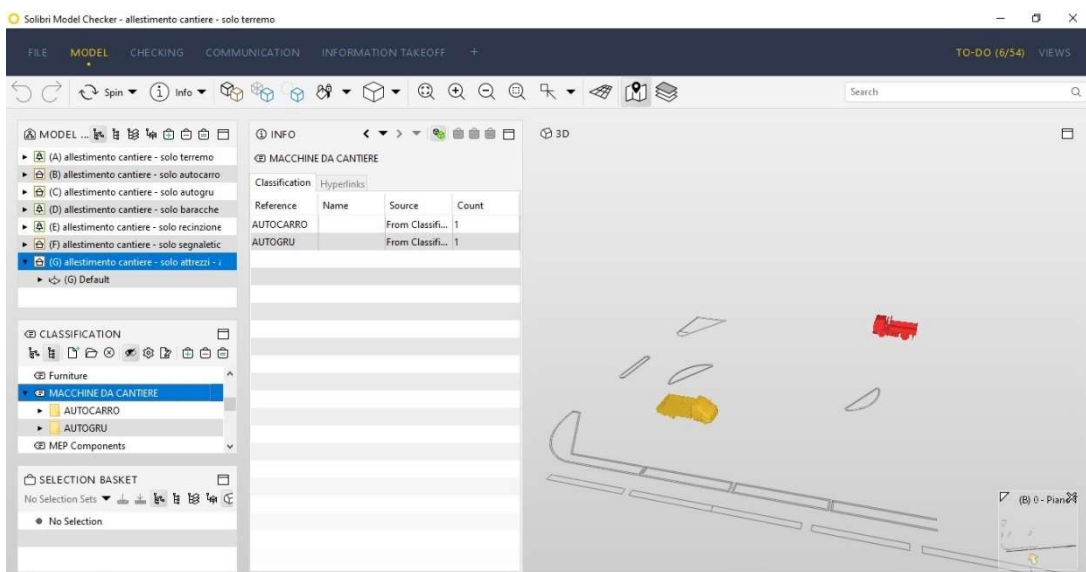 Solibri Model Checker - allestimento cantiere - solo terremo
FILE MODEL CHECKING COMMUNICATION INFORMATION TAKEOFF + TO-DO (6/54) VIEWS
Spin Info Search
MODEL ...
(A) allestimento cantiere - solo terremo
(B) allestimento cantiere - solo autocarro
(C) allestimento cantiere - solo autogru
(D) allestimento cantiere - solo baracche
(E) allestimento cantiere - solo recinzione
(F) allestimento cantiere - solo segnaletic
(G) allestimento cantiere - solo attrezzi -
(G) Default
CLASSIFICATION
Furniture
MACCHINE DA CANTIERE
AUTOCARRO
AUTOGRU
MEP Components
SELECTION BASKET
No Selection Sets
No Selection
INFO
MACCHINE DA CANTIERE
Classification Hyperlinks
Reference Name Source Count
AUTOCARRO From Classifi... 1
AUTOGRU From Classifi... 1
3D
(B) 0 - Piano